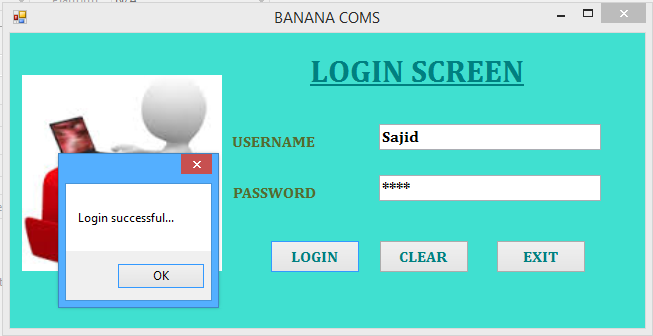 BANANA COMS
LOGIN SCREEN
USERNAME
Sajid
PASSWORD
****
Login successful...
OK
LOGIN
CLEAR
EXIT